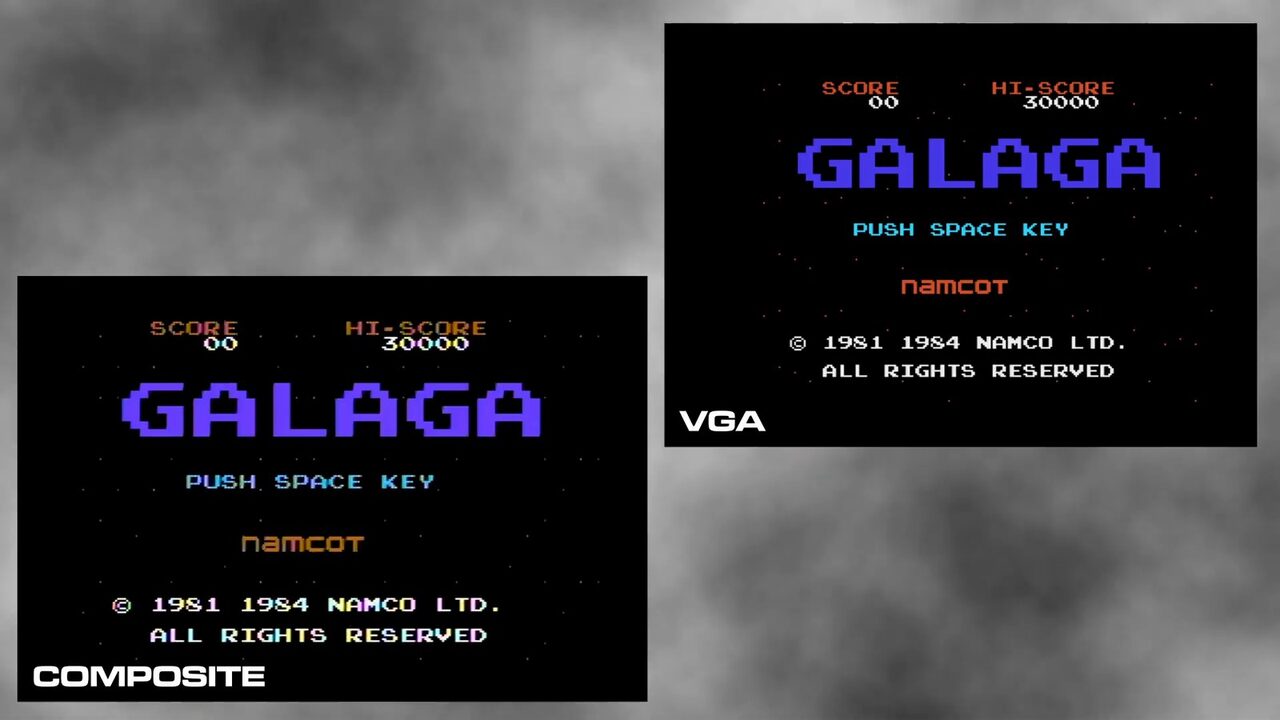 SCORE HI-SCORE
00 30000
GALAGA
PUSH SPACE KEY
namcot
© 1981 1984 NAMCO LTD.
ALL RIGHTS RESERVED
COMPOSITE
SCORE HI-SCORE
00 30000
GALAGA
PUSH SPACE KEY
namcot
© 1981 1984 NAMCO LTD.
ALL RIGHTS RESERVED
VGA